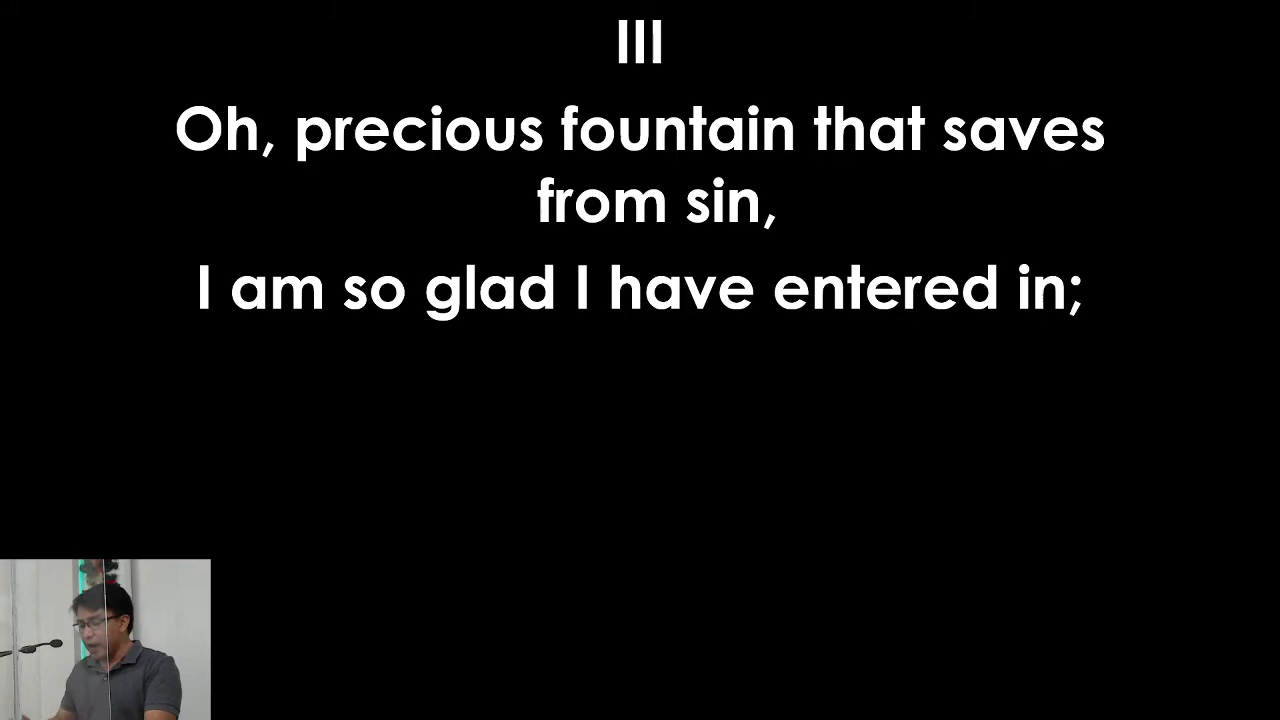 III
Oh, precious fountain that saves
from sin,
I am so glad I have entered in;